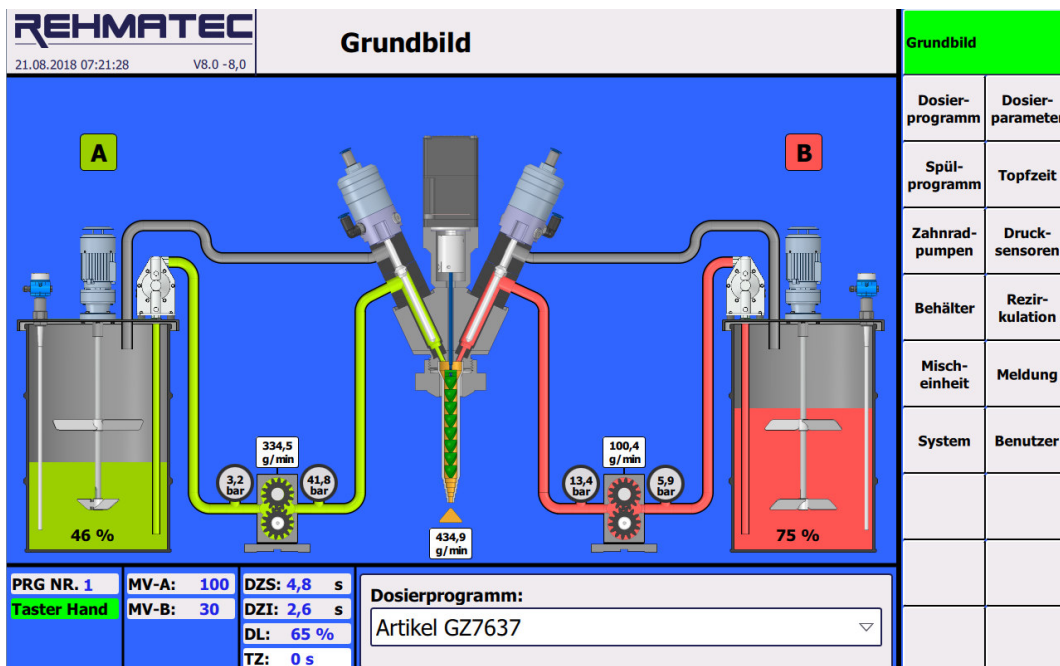 REHMATEC
21.08.2018 07:21:28 V8.0 -8,0
Grundbild
Grundbild
Dosier-
programm
Dosier-
parameter
Spül-
programm
Topfzeit
Zahnrad-
pumpen
Druck-
sensoren
Behälter
Rezir-
kulation
Misch-
einheit
Meldung
System
Benutzer
A
B
334,5
g/min
3,2
bar
41,8
bar
46 %
434,9
g/min
100,4
g/min
13,4
bar
5,9
bar
75 %
PRG NR. 1
Taster Hand
MV-A: 100
MV-B: 30
DZS: 4,8 s
DZI: 2,6 s
DL: 65 %
TZ: 0 s
Dosierprogramm:
Artikel GZ7637